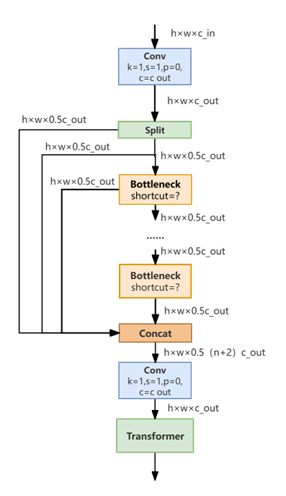 h×w×c_in
Conv
k=1,s=1,p=0,
c=c out
h×w×c_out
Split
h×w×0.5c_out
h×w×0.5c_out
h×w×0.5c_out
h×w×0.5c_out
Bottleneck
shortcut=?
h×w×0.5c_out
......
h×w×0.5c_out
Bottleneck
shortcut=?
h×w×0.5c_out
Concat
h×w×0.5（n+2）c_out
Conv
k=1,s=1,p=0,
c=c out
h×w×c_out
Transformer